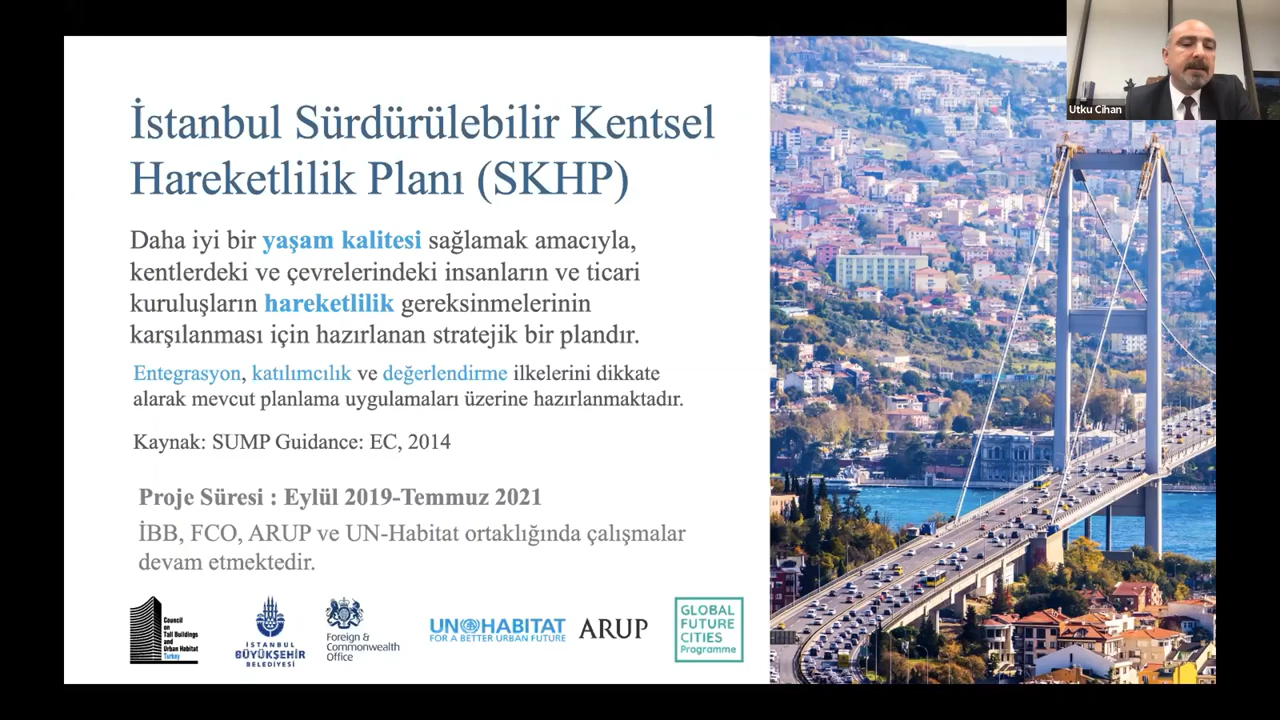 İstanbul Sürdürülebilir Kentsel
Hareketlilik Planı (SKHP)
Daha iyi bir yaşam kalitesi sağlamak amacıyla,
kentlerdeki ve çevrelerindeki insanların ve ticari
kuruluşların hareketlilik gereksinmelerinin
karşılanması için hazırlanan stratejik bir plandır.
Entegrasyon, katılımcılık ve değerlendirme ilkelerini dikkate
alarak mevcut planlama uygulamaları üzerine hazırlanmaktadır.
Kaynak: SUMP Guidance: EC, 2014
Proje Süresi : Eylül 2019-Temmuz 2021
İBB, FCO, ARUP ve UN-Habitat ortaklığında çalışmalar
devam etmektedir.
Council
on
Tall Buildings
and
Urban Habitat
Turkey
İSTANBUL
BÜYÜKŞEHİR
BELEDİYESİ
Foreign &
Commonwealth
Office
UN HABITAT
FOR A BETTER URBAN FUTURE
ARUP
GLOBAL
FUTURE
CITIES
Programme
Utku Cihan